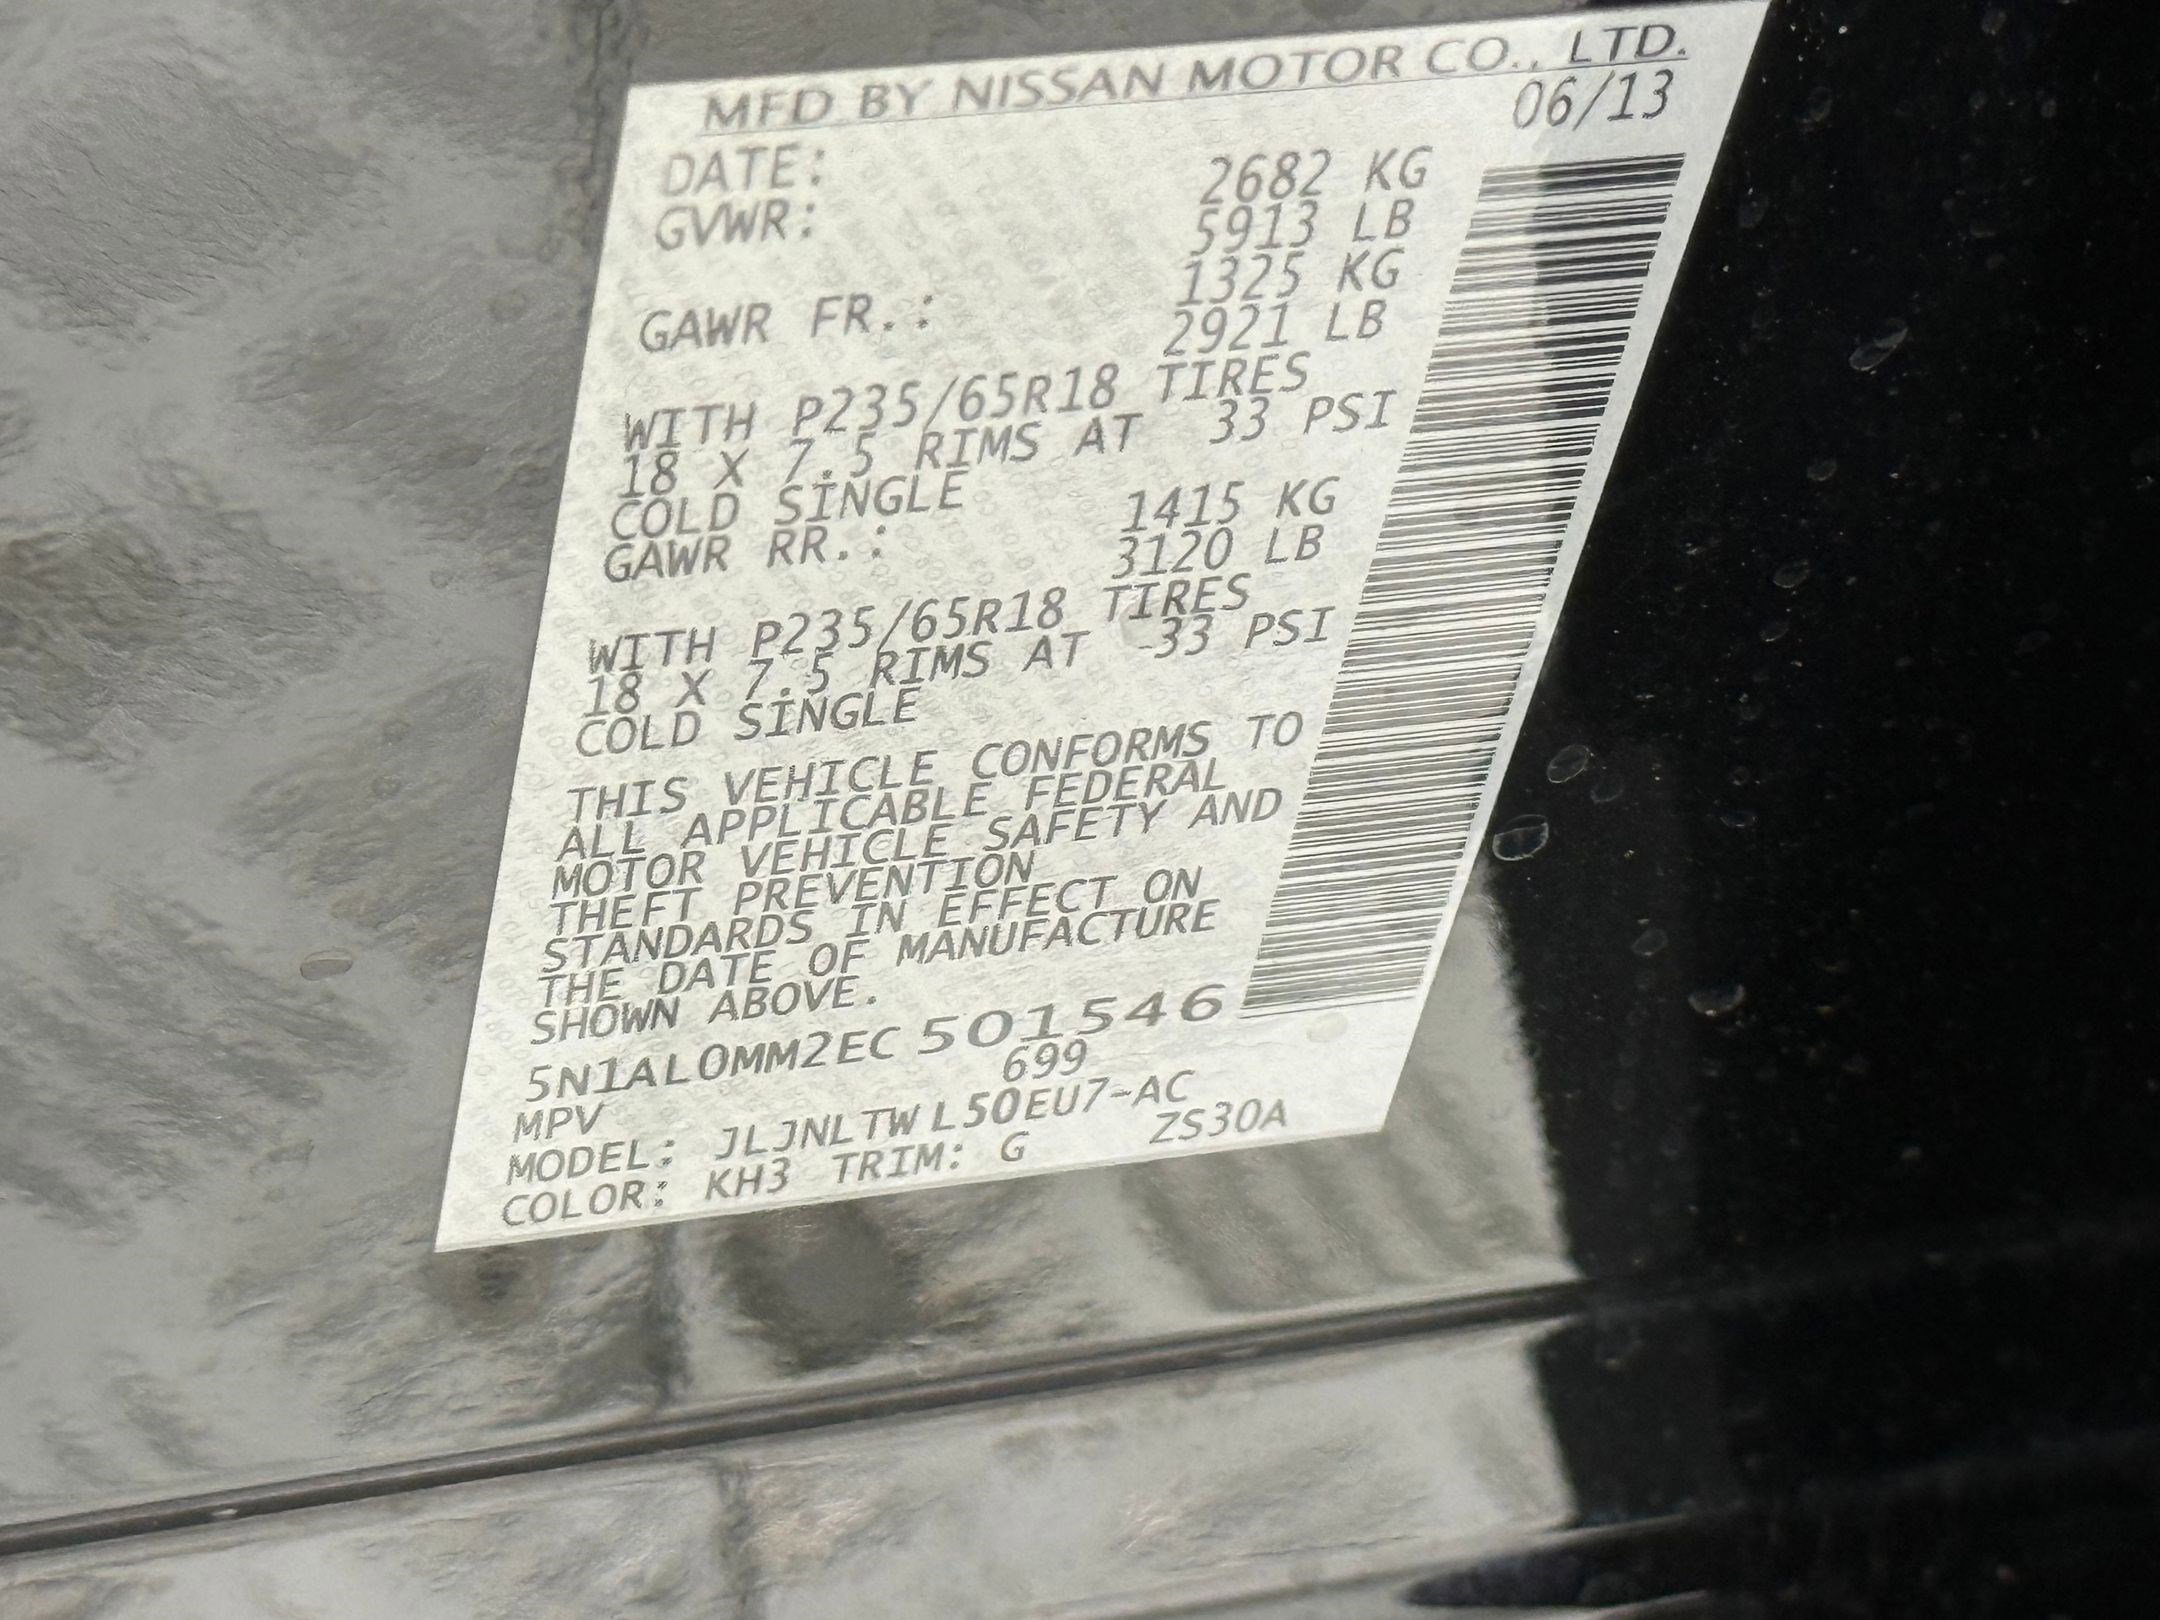 MFD BY NISSAN MOTOR CO., LTD.
DATE: 06/13
GVWR: 2682 KG
5913 LB
GAWR FR.: 1325 KG
2921 LB
WITH P235/65R18 TIRES
18 X 7.5 RIMS AT 33 PSI
COLD SINGLE
GAWR RR.: 1415 KG
3120 LB
WITH P235/65R18 TIRES
18 X 7.5 RIMS AT 33 PSI
COLD SINGLE
THIS VEHICLE CONFORMS TO
ALL APPLICABLE FEDERAL
MOTOR VEHICLE SAFETY AND
THEFT PREVENTION
STANDARDS IN EFFECT ON
THE DATE OF MANUFACTURE
SHOWN ABOVE.
5N1AL0MM2EC501546
MPV 699
MODEL: JLJNLTWL50EU7-AC
COLOR: KH3 TRIM: G ZS30A